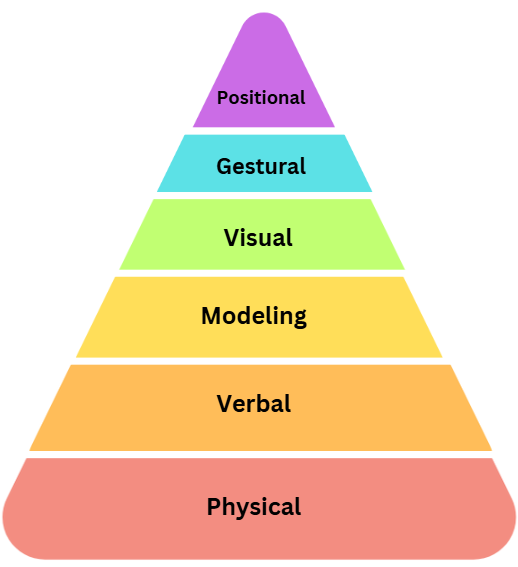 Positional
Gestural
Visual
Modeling
Verbal
Physical